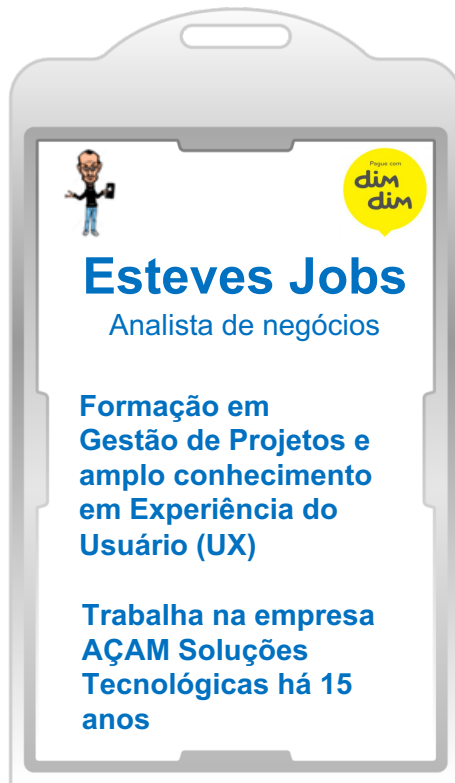 Pague com
dim
dim
Esteves Jobs
Analista de negócios
Formação em
Gestão de Projetos e
amplo conhecimento
em Experiência do
Usuário (UX)
Trabalha na empresa
AÇAM Soluções
Tecnológicas há 15
anos